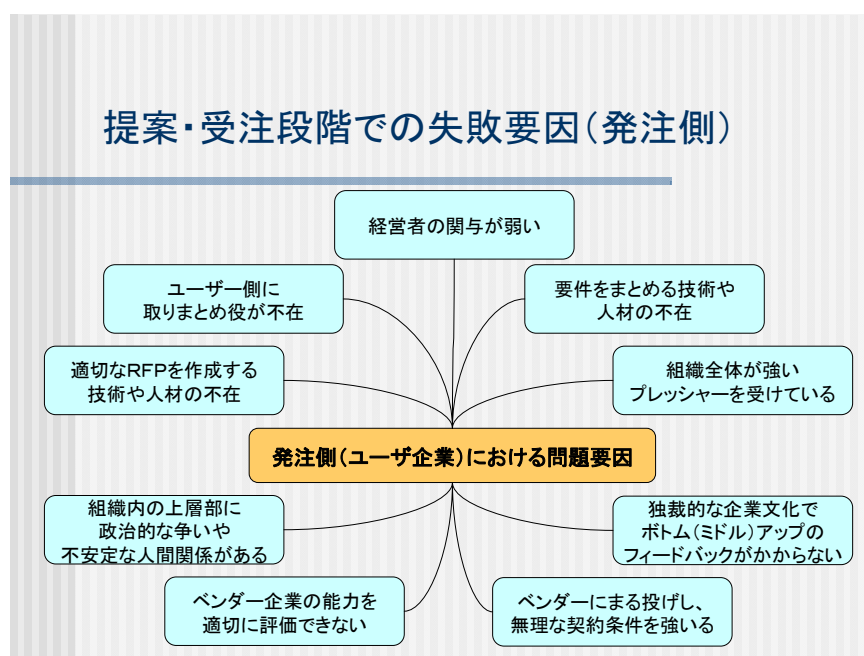 提案・受注段階での失敗要因（発注側）
経営者の関与が弱い
ユーザー側に
取りまとめ役が不在
要件をまとめる技術や
人材の不在
適切なRFPを作成する
技術や人材の不在
組織全体が強い
プレッシャーを受けている
発注側（ユーザ企業）における問題要因
組織内の上層部に
政治的な争いや
不安定な人間関係がある
独裁的な企業文化で
ボトム（ミドル）アップの
フィードバックがかからない
ベンダー企業の能力を
適切に評価できない
ベンダーにまる投げし、
無理な契約条件を強いる